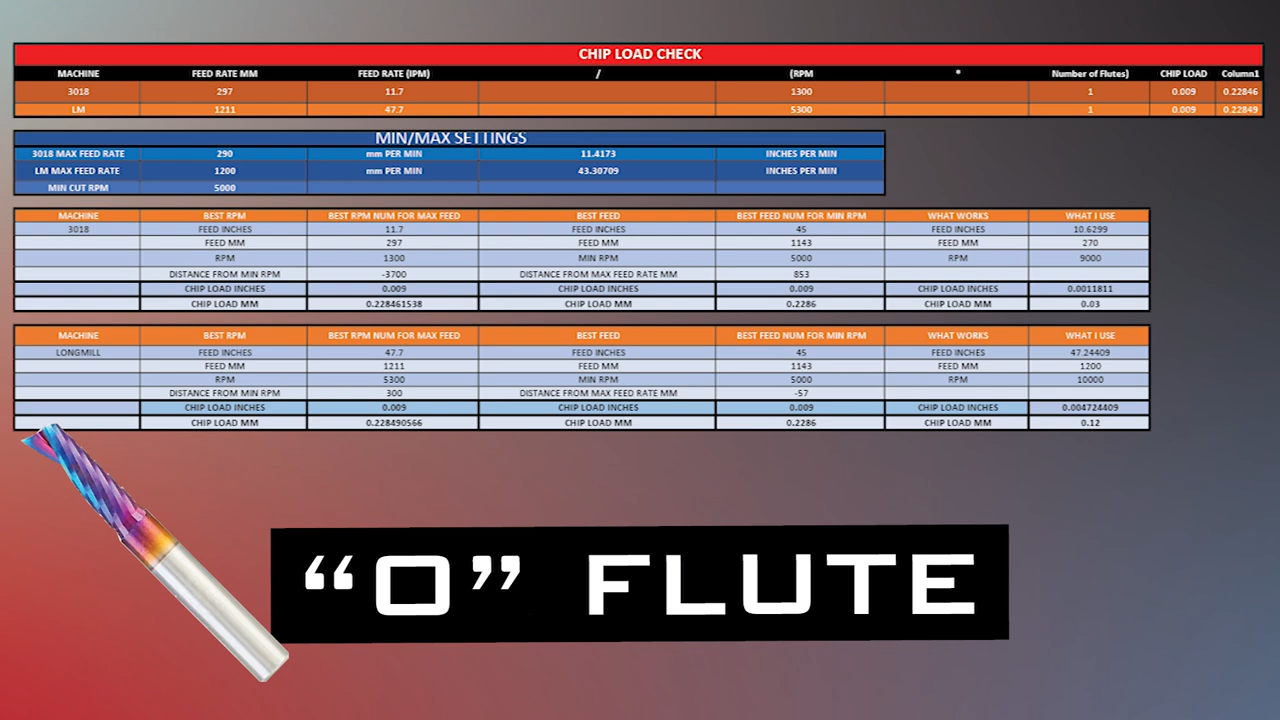 CHIP LOAD CHECK
MACHINE FEED RATE MM FEED RATE (IPM) / (RPM * Number of Flutes) CHIP LOAD Column1
3018 297 11.7 1300 1 0.009 0.22846
LM 1211 47.7 5300 1 0.009 0.22849
MIN/MAX SETTINGS
3018 MAX FEED RATE 290 mm PER MIN 11.4173 INCHES PER MIN
LM MAX FEED RATE 1200 mm PER MIN 43.30709 INCHES PER MIN
MIN CUT RPM 5000
MACHINE BEST RPM BEST RPM NUM FOR MAX FEED BEST FEED BEST FEED NUM FOR MIN RPM WHAT WORKS WHAT I USE
3018 FEED INCHES 11.7 FEED INCHES 45 FEED INCHES 10.6299
FEED MM 297 FEED MM 1143 FEED MM 270
RPM 1300 MIN RPM 5000 RPM 9000
DISTANCE FROM MIN RPM -3700 DISTANCE FROM MAX FEED RATE MM 853
CHIP LOAD INCHES 0.009 CHIP LOAD INCHES 0.009 CHIP LOAD INCHES 0.0011811
CHIP LOAD MM 0.228461538 CHIP LOAD MM 0.2286 CHIP LOAD MM 0.03
MACHINE BEST RPM BEST RPM NUM FOR MAX FEED BEST FEED BEST FEED NUM FOR MIN RPM WHAT WORKS WHAT I USE
LONGMILL FEED INCHES 47.7 FEED INCHES 45 FEED INCHES 47.24409
FEED MM 1211 FEED MM 1143 FEED MM 1200
RPM 5300 MIN RPM 5000 RPM 10000
DISTANCE FROM MIN RPM 300 DISTANCE FROM MAX FEED RATE MM -57
CHIP LOAD INCHES 0.009 CHIP LOAD INCHES 0.009 CHIP LOAD INCHES 0.004724409
CHIP LOAD MM 0.228490566 CHIP LOAD MM 0.2286 CHIP LOAD MM 0.12
“O” FLUTE